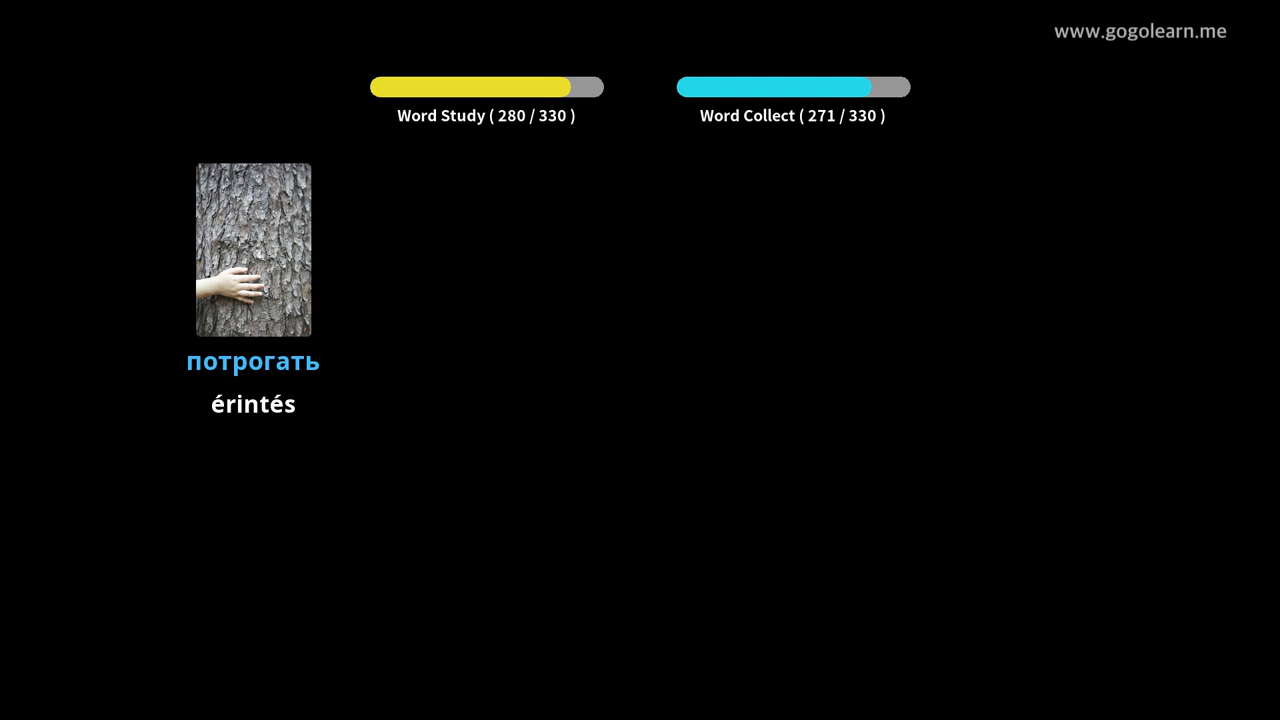 www.gogolearn.me
Word Study ( 280 / 330 )
Word Collect ( 271 / 330 )
потрогать
érintés